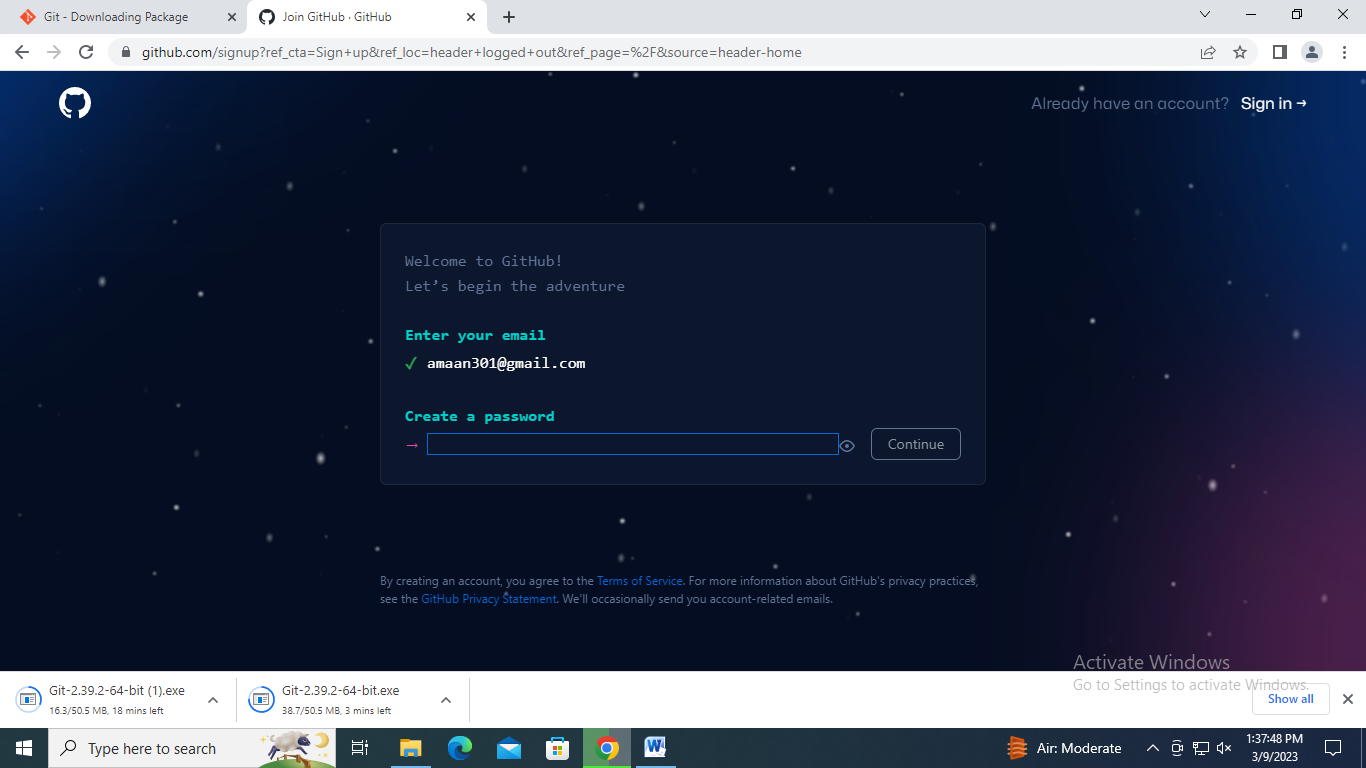 Git - Downloading Package
Join GitHub · GitHub
github.com/signup?ref_cta=Sign+up&ref_loc=header+logged+out&ref_page=%2F&source=header-home
Already have an account? Sign in →
Welcome to GitHub!
Let’s begin the adventure
Enter your email
✓ amaan301@gmail.com
Create a password
→
Continue
By creating an account, you agree to the Terms of Service. For more information about GitHub's privacy practices,
see the GitHub Privacy Statement. We'll occasionally send you account-related emails.
Activate Windows
Go to Settings to activate Windows.
Git-2.39.2-64-bit (1).exe
16.3/50.5 MB, 18 mins left
Git-2.39.2-64-bit.exe
38.7/50.5 MB, 3 mins left
Show all
Type here to search
Air: Moderate
1:37:48 PM
3/9/2023